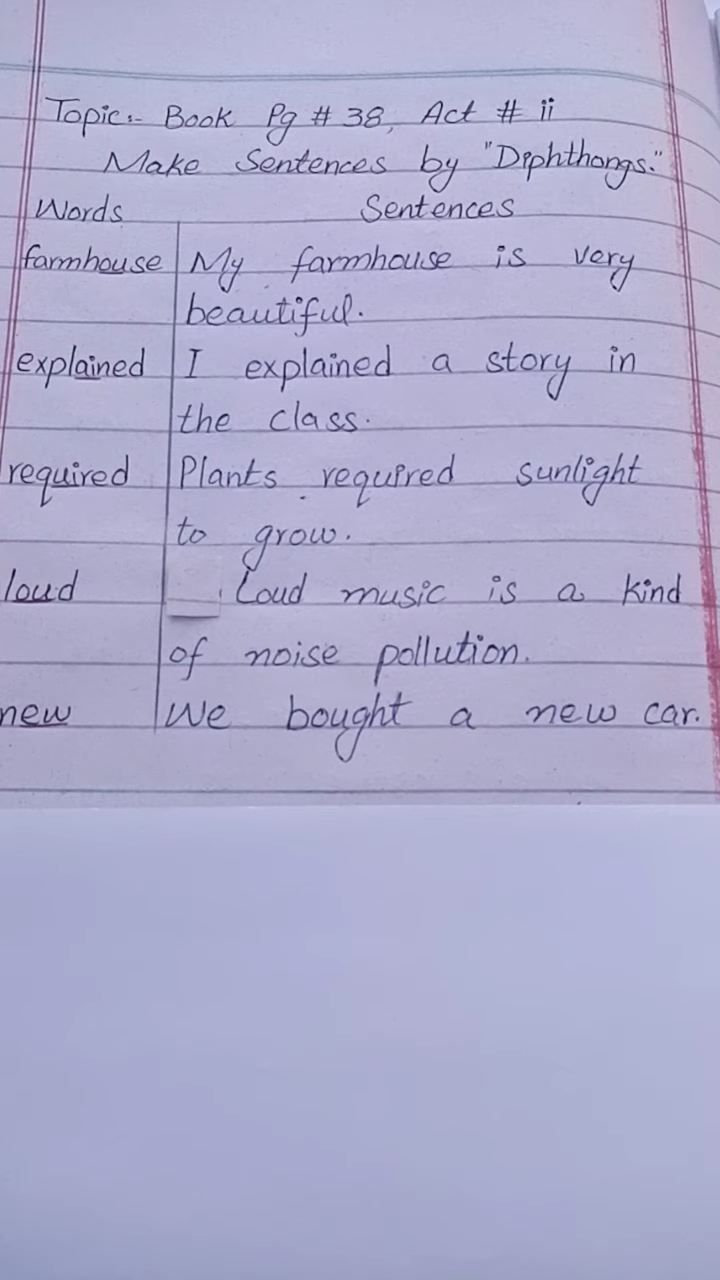 Topic:- Book Pg # 38, Act # ii
Make Sentences by "Diphthongs."
Words Sentences
farmhouse My farmhouse is very
beautiful.
explained I explained a story in
the class.
required Plants required sunlight
to grow.
loud Loud music is a kind
of noise pollution.
new We bought a new car.